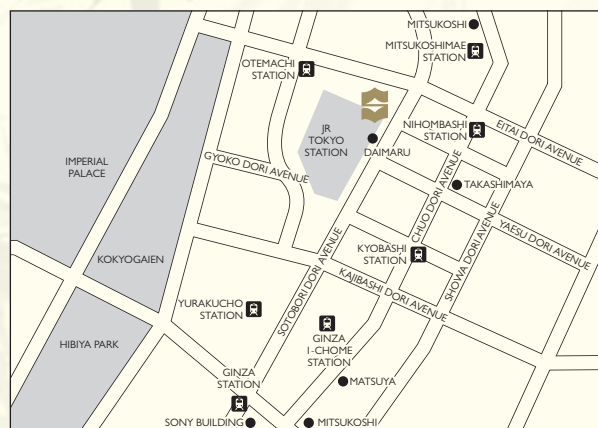 MITSUKOSHI
MITSUKOSHIMAE
STATION
OTEMACHI
STATION
JR
TOKYO
STATION
NIHOMBASHI
STATION
EITAI DORI AVENUE
DAIMARU
IMPERIAL
PALACE
GYOKO DORI AVENUE
TAKASHIMAYA
CHUO DORI AVENUE
YAESU DORI AVENUE
KOKYOGAIEN
KYOBASHI
STATION
SHOWA DORI AVENUE
SOTOBORI DORI AVENUE
KAJIBASHI DORI AVENUE
YURAKUCHO
STATION
HIBIYA PARK
GINZA
I-CHOME
STATION
GINZA
STATION
MATSUYA
SONY BUILDING
MITSUKOSHI